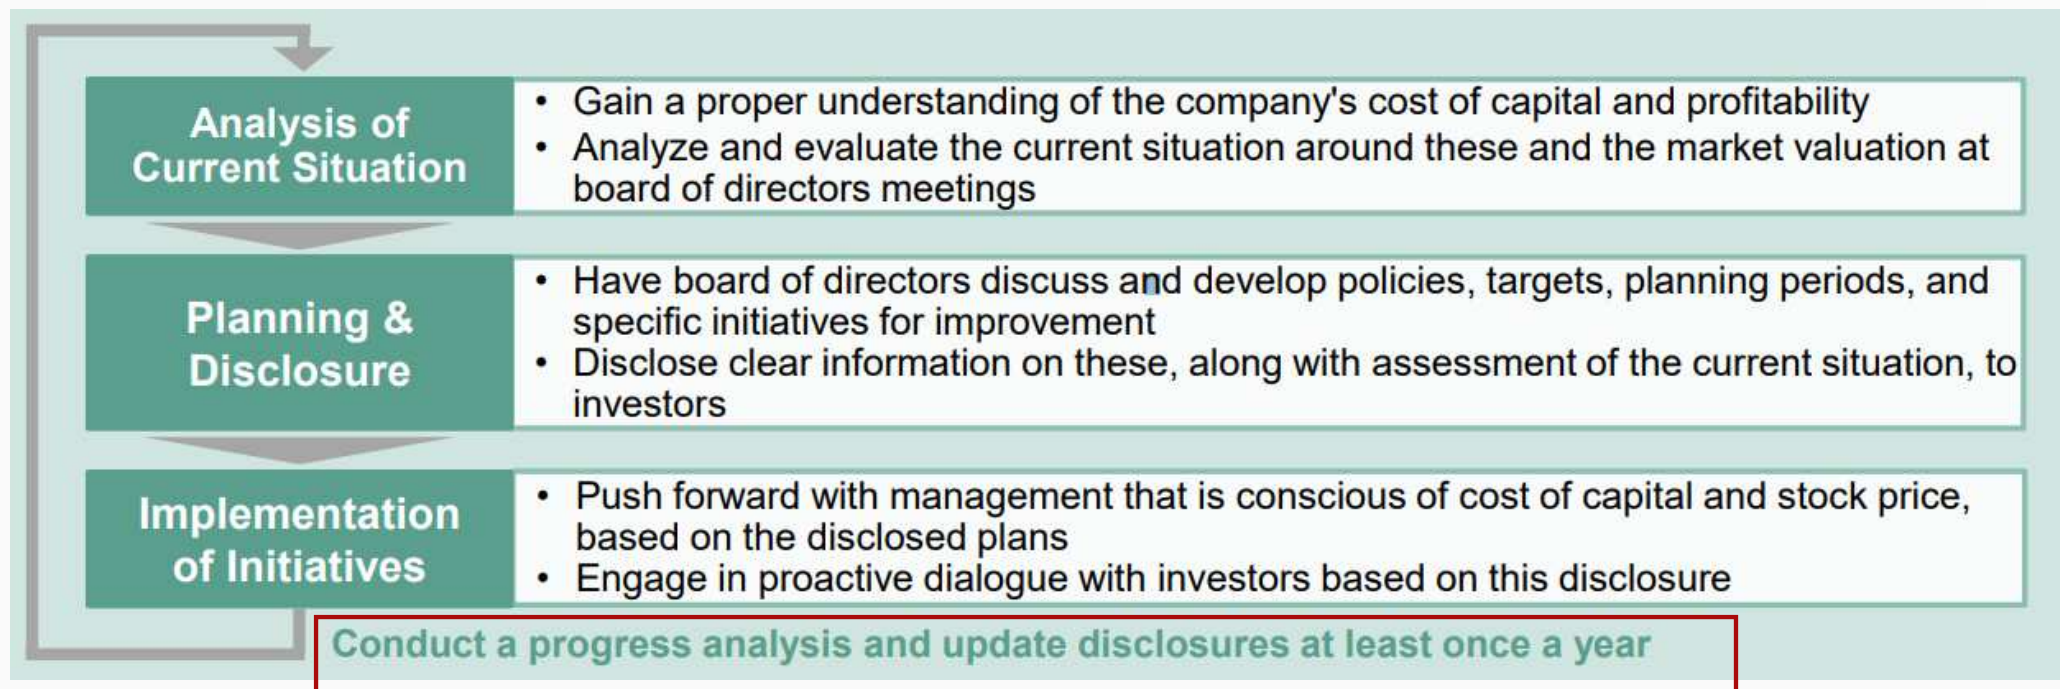 Analysis of
Current Situation
• Gain a proper understanding of the company's cost of capital and profitability
• Analyze and evaluate the current situation around these and the market valuation at
board of directors meetings
Planning &
Disclosure
• Have board of directors discuss and develop policies, targets, planning periods, and
specific initiatives for improvement
• Disclose clear information on these, along with assessment of the current situation, to
investors
Implementation
of Initiatives
• Push forward with management that is conscious of cost of capital and stock price,
based on the disclosed plans
• Engage in proactive dialogue with investors based on this disclosure
Conduct a progress analysis and update disclosures at least once a year